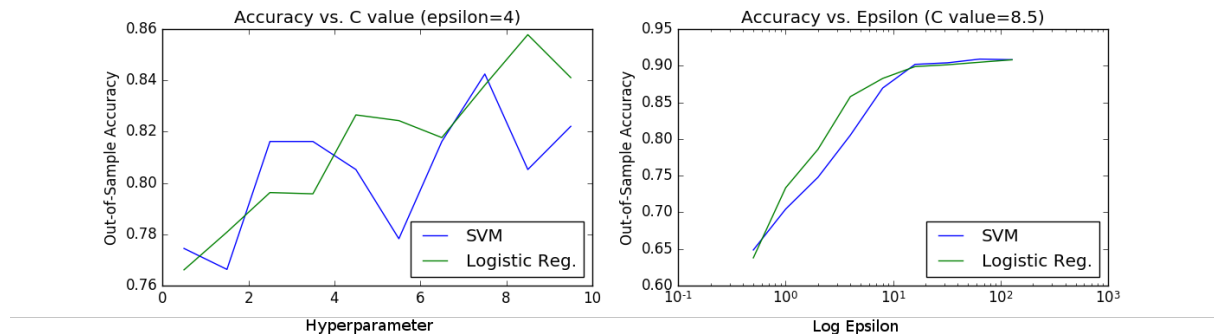 Accuracy vs. C value (epsilon=4)
Out-of-Sample Accuracy
0.86
0.84
0.82
0.80
0.78
0.76
0 2 4 6 8 10
SVM
Logistic Reg.
Hyperparameter
Accuracy vs. Epsilon (C value=8.5)
Out-of-Sample Accuracy
0.95
0.90
0.85
0.80
0.75
0.70
0.65
0.60
10⁻¹ 10⁰ 10¹ 10² 10³
SVM
Logistic Reg.
Log Epsilon